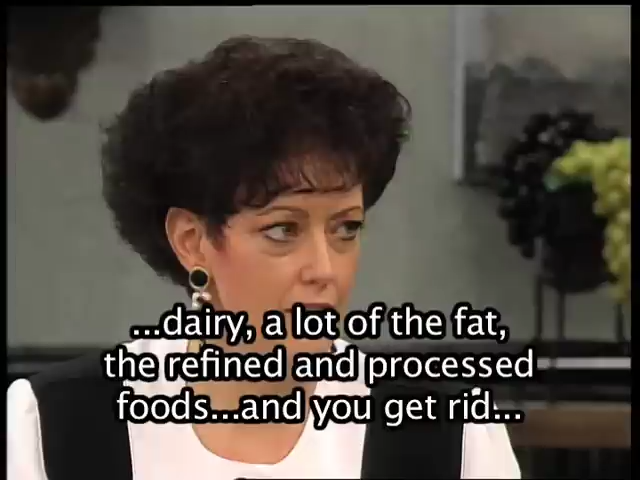 ...dairy, a lot of the fat,
the refined and processed
foods...and you get rid...